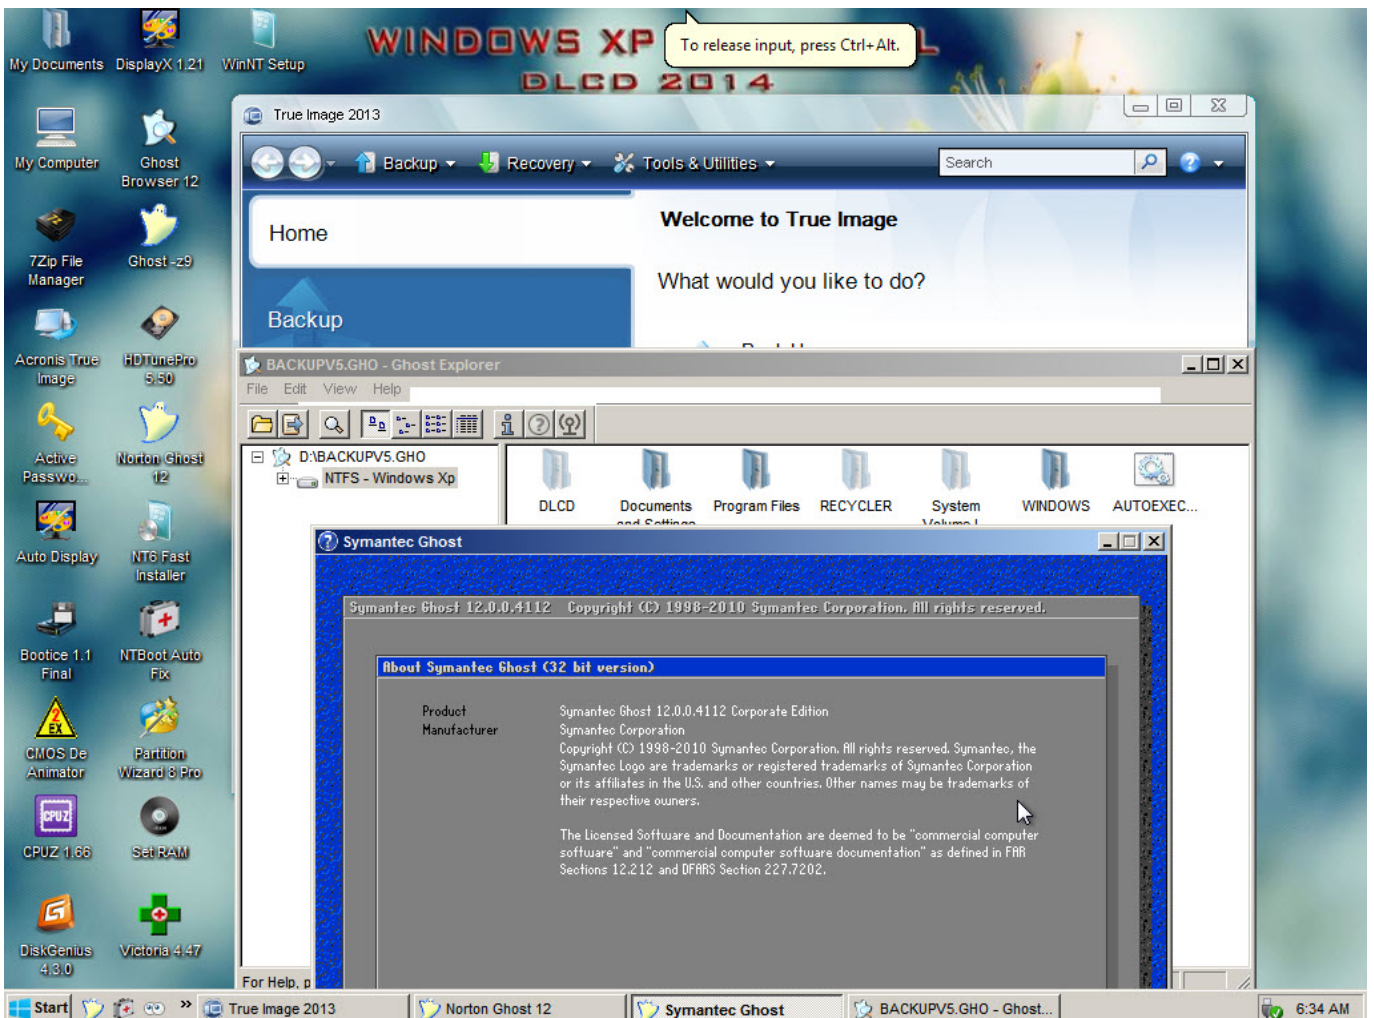 WINDOWS XP
L
DLCD 2014
To release input, press Ctrl+Alt.
My Documents
DisplayX 1.21
WinNT Setup
My Computer
Ghost
Browser 12
7Zip File
Manager
Ghost -z9
Acronis True
Image
HDTunePro
5.50
Active
Passwo...
Norton Ghost
12
Auto Display
NT6 Fast
Installer
Bootice 1.1
Final
NTBoot Auto
Fix
2
EX
CMOS De
Animator
Partition
Wizard 8 Pro
CPUZ
CPUZ 1.66
Set RAM
DiskGenius
4.3.0
Victoria 4.47
True Image 2013
Backup
Recovery
Tools & Utilities
Search
Home
Backup
Welcome to True Image
What would you like to do?
BACKUPV5.GHO - Ghost Explorer
File Edit View Help
D:\BACKUPV5.GHO
NTFS - Windows Xp
DLCD
Documents
and Settings
Program Files
RECYCLER
System
Volume I...
WINDOWS
AUTOEXEC...
Symantec Ghost
Symantec Ghost 12.0.0.4112 Copyright (C) 1998-2010 Symantec Corporation. All rights reserved.
About Symantec Ghost (32 bit version)
Product Symantec Ghost 12.0.0.4112 Corporate Edition
Manufacturer Symantec Corporation
Copyright (C) 1998-2010 Symantec Corporation. All rights reserved. Symantec, the
Symantec Logo are trademarks or registered trademarks of Symantec Corporation
or its affiliates in the U.S. and other countries. Other names may be trademarks of
their respective owners.
The Licensed Software and Documentation are deemed to be "commercial computer
software" and "commercial computer software documentation" as defined in FAR
Sections 12.212 and DFARS Section 227.7202.
For Help, p
Start
True Image 2013
Norton Ghost 12
Symantec Ghost
BACKUPV5.GHO - Ghost...
6:34 AM